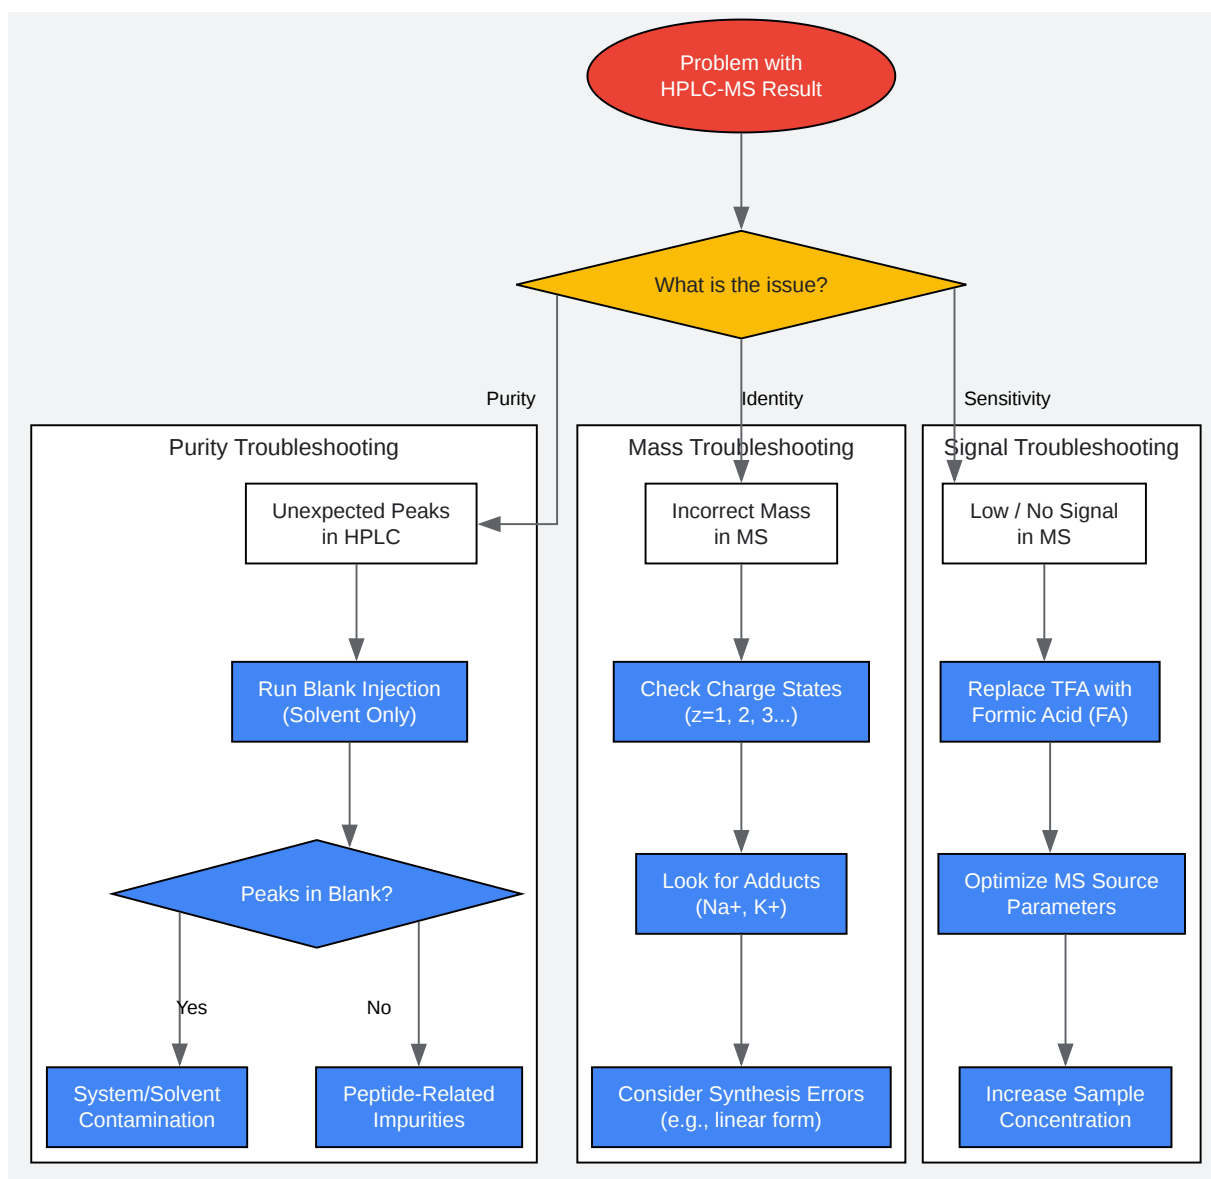 Problem with
HPLC-MS Result
What is the issue?
Purity
Identity
Sensitivity
Purity Troubleshooting
Unexpected Peaks
in HPLC
Run Blank Injection
(Solvent Only)
Peaks in Blank?
Yes
No
System/Solvent
Contamination
Peptide-Related
Impurities
Mass Troubleshooting
Incorrect Mass
in MS
Check Charge States
(z=1, 2, 3...)
Look for Adducts
(Na+, K+)
Consider Synthesis Errors
(e.g., linear form)
Signal Troubleshooting
Low / No Signal
in MS
Replace TFA with
Formic Acid (FA)
Optimize MS Source
Parameters
Increase Sample
Concentration